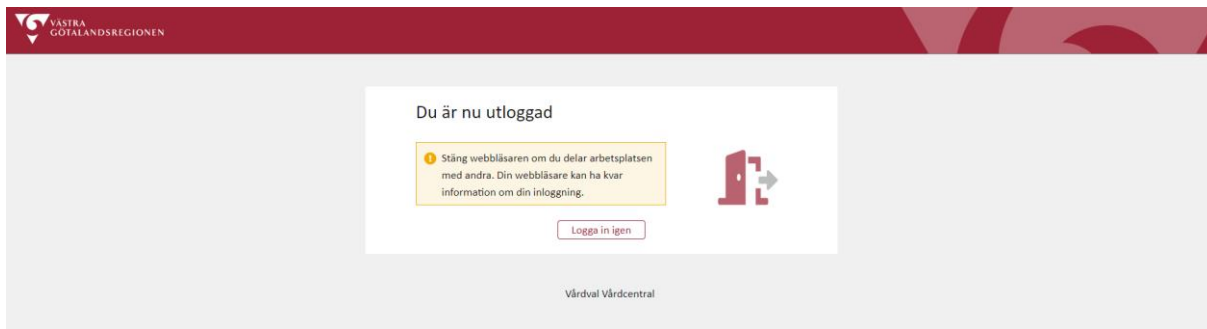 VÄSTRA
GÖTALANDSREGIONEN
Du är nu utloggad
Stäng webbläsaren om du delar arbetsplatsen
med andra. Din webbläsare kan ha kvar
information om din inloggning.
Logga in igen
Vårdval Vårdcentral